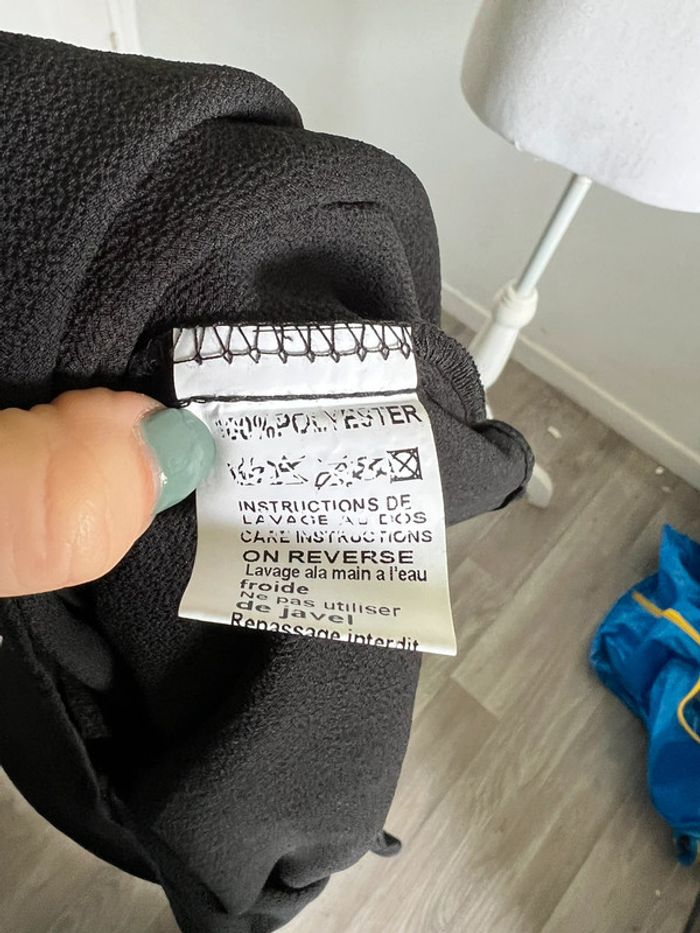 100% POLYESTER
INSTRUCTIONS DE
LAVAGE AU DOS
CARE INSTRUCTIONS
ON REVERSE
Lavage ala main a l'eau
froide
Ne pas utiliser
de javel
Repassage interdit